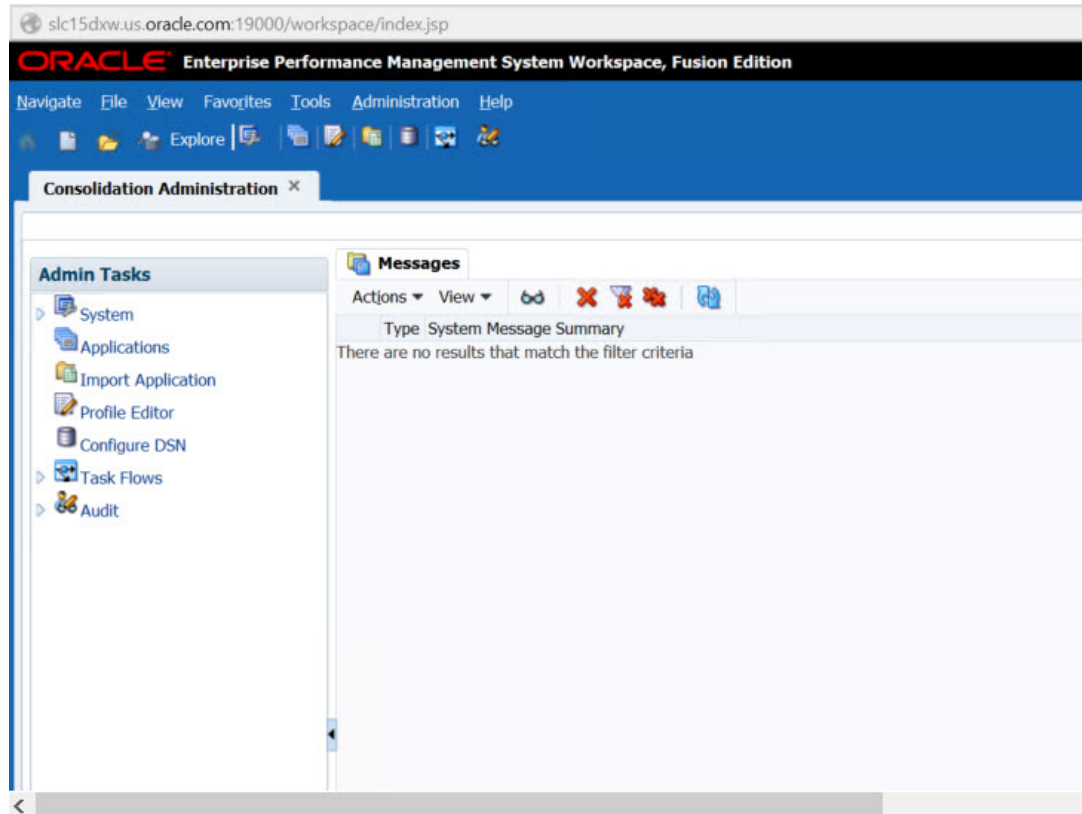 slc15dxw.us.oracle.com:19000/workspace/index.jsp
ORACLE Enterprise Performance Management System Workspace, Fusion Edition
Navigate File View Favorites Tools Administration Help
Explore
Consolidation Administration ×
Admin Tasks
System
Applications
Import Application
Profile Editor
Configure DSN
Task Flows
Audit
Messages
Actions View
Type System Message Summary
There are no results that match the filter criteria